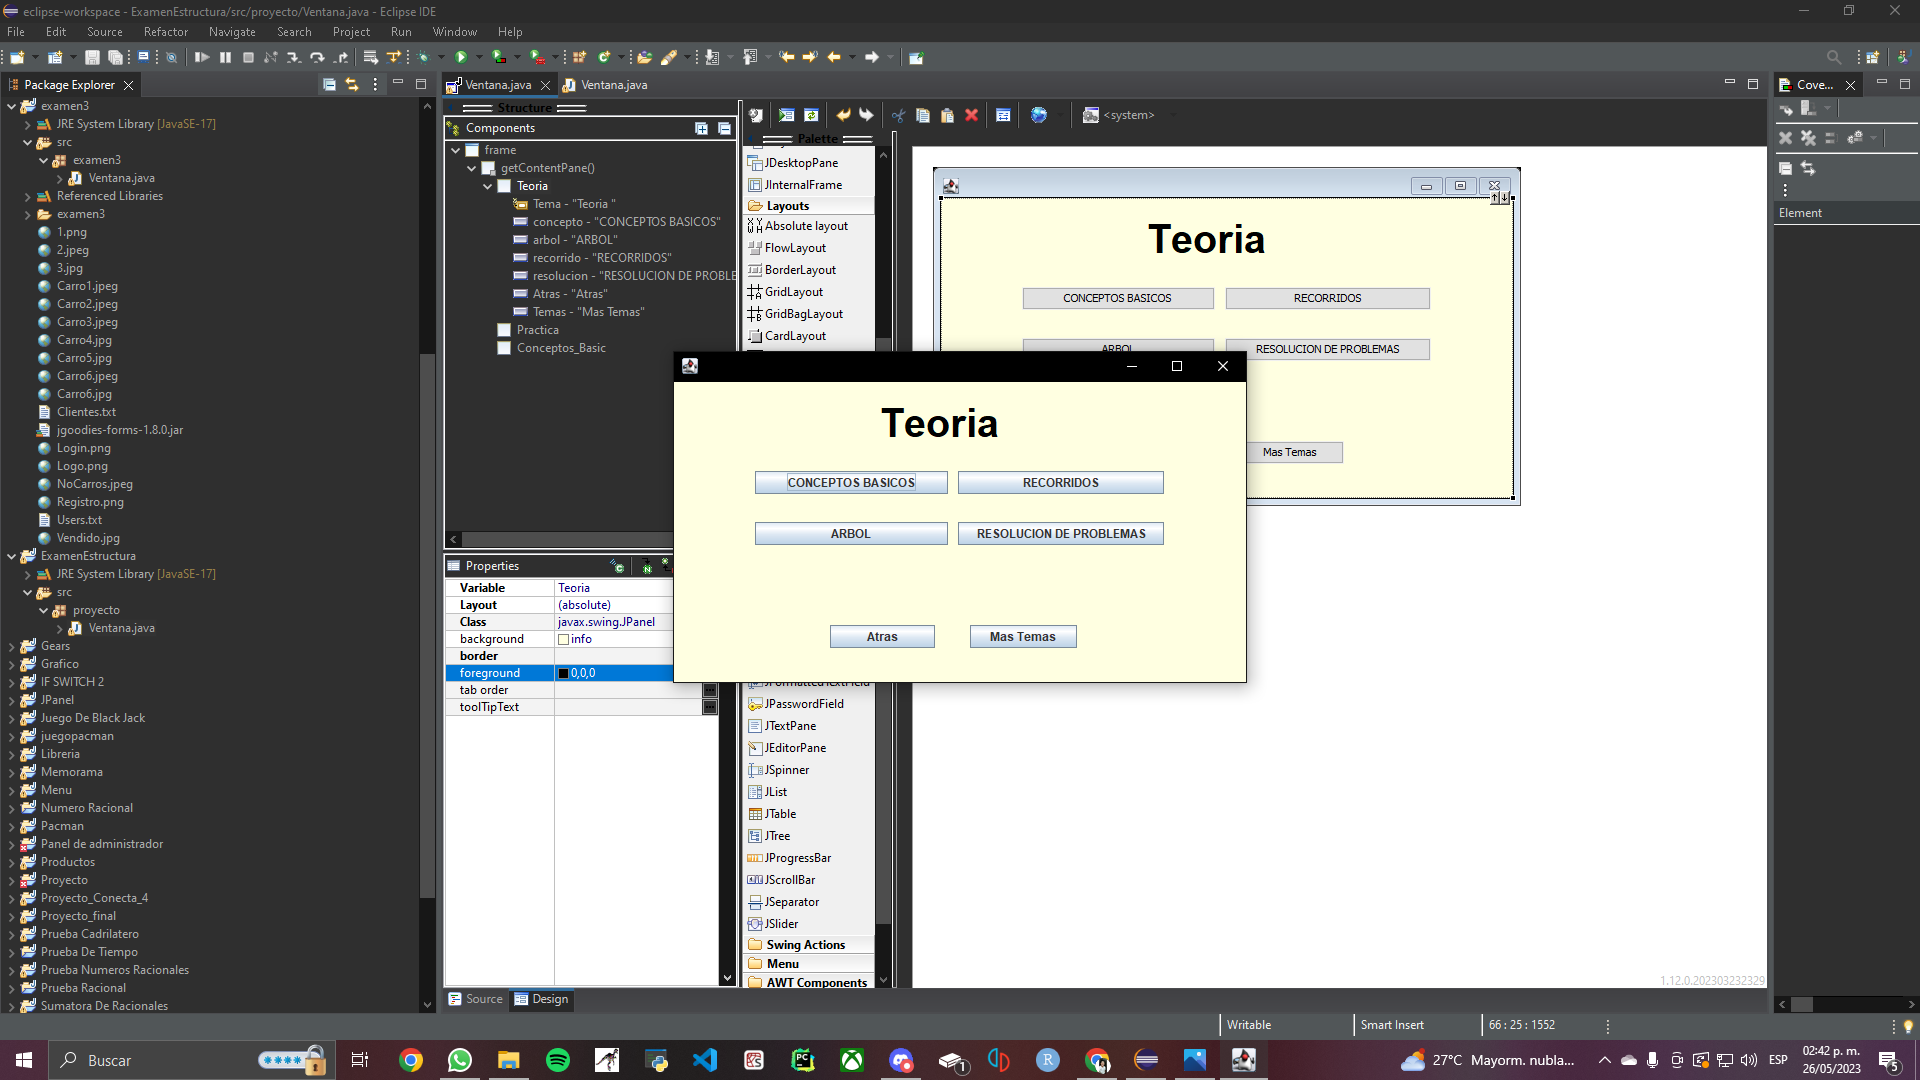 eclipse-workspace - ExamenEstructura/src/proyecto/Ventana.java - Eclipse IDE
File Edit Source Refactor Navigate Search Project Run Window Help
Package Explorer
examen3
JRE System Library [JavaSE-17]
src
examen3
Ventana.java
Referenced Libraries
examen3
1.png
2.jpeg
3.jpg
Carro1.jpeg
Carro2.jpeg
Carro3.jpeg
Carro4.jpg
Carro5.jpg
Carro6.jpeg
Carro6.jpg
Clientes.txt
jgoodies-forms-1.8.0.jar
Login.png
Logo.png
NoCarros.jpeg
Registro.png
Users.txt
Vendido.jpg
ExamenEstructura
JRE System Library [JavaSE-17]
src
proyecto
Ventana.java
Gears
Grafico
IF SWITCH 2
JPanel
Juego De Black Jack
juegopacman
Libreria
Memorama
Menu
Numero Racional
Pacman
Panel de administrador
Productos
Proyecto
Proyecto_Conecta_4
Proyecto_final
Prueba Cadrilatero
Prueba De Tiempo
Prueba Numeros Racionales
Prueba Racional
Sumatora De Racionales
Ventana.java Ventana.java
Structure
Components
frame
getContentPane()
Teoria
Tema - "Teoria "
concepto - "CONCEPTOS BASICOS"
arbol - "ARBOL"
recorrido - "RECORRIDOS"
resolucion - "RESOLUCION DE PROBLE
Atras - "Atras"
Temas - "Mas Temas"
Practica
Conceptos_Basic
Properties
Variable Teoria
Layout (absolute)
Class javax.swing.JPanel
background info
border
foreground 0,0,0
tab order
toolTipText
Source Design
<system>
Palette
JDesktopPane
JInternalFrame
Layouts
Absolute layout
FlowLayout
BorderLayout
GridLayout
GridBagLayout
CardLayout
JFormattedTextField
JPasswordField
JTextPane
JEditorPane
JSpinner
JList
JTable
JTree
JProgressBar
JScrollBar
JSeparator
JSlider
Swing Actions
Menu
AWT Components
Teoria
CONCEPTOS BASICOS RECORRIDOS
ARBOL RESOLUCION DE PROBLEMAS
Mas Temas
Teoria
CONCEPTOS BASICOS RECORRIDOS
ARBOL RESOLUCION DE PROBLEMAS
Atras Mas Temas
1.12.0.202303232329
Cove...
Element
Writable Smart Insert 66 : 25 : 1552
Buscar
27°C Mayorm. nubla...
ESP
02:42 p. m.
26/05/2023
5